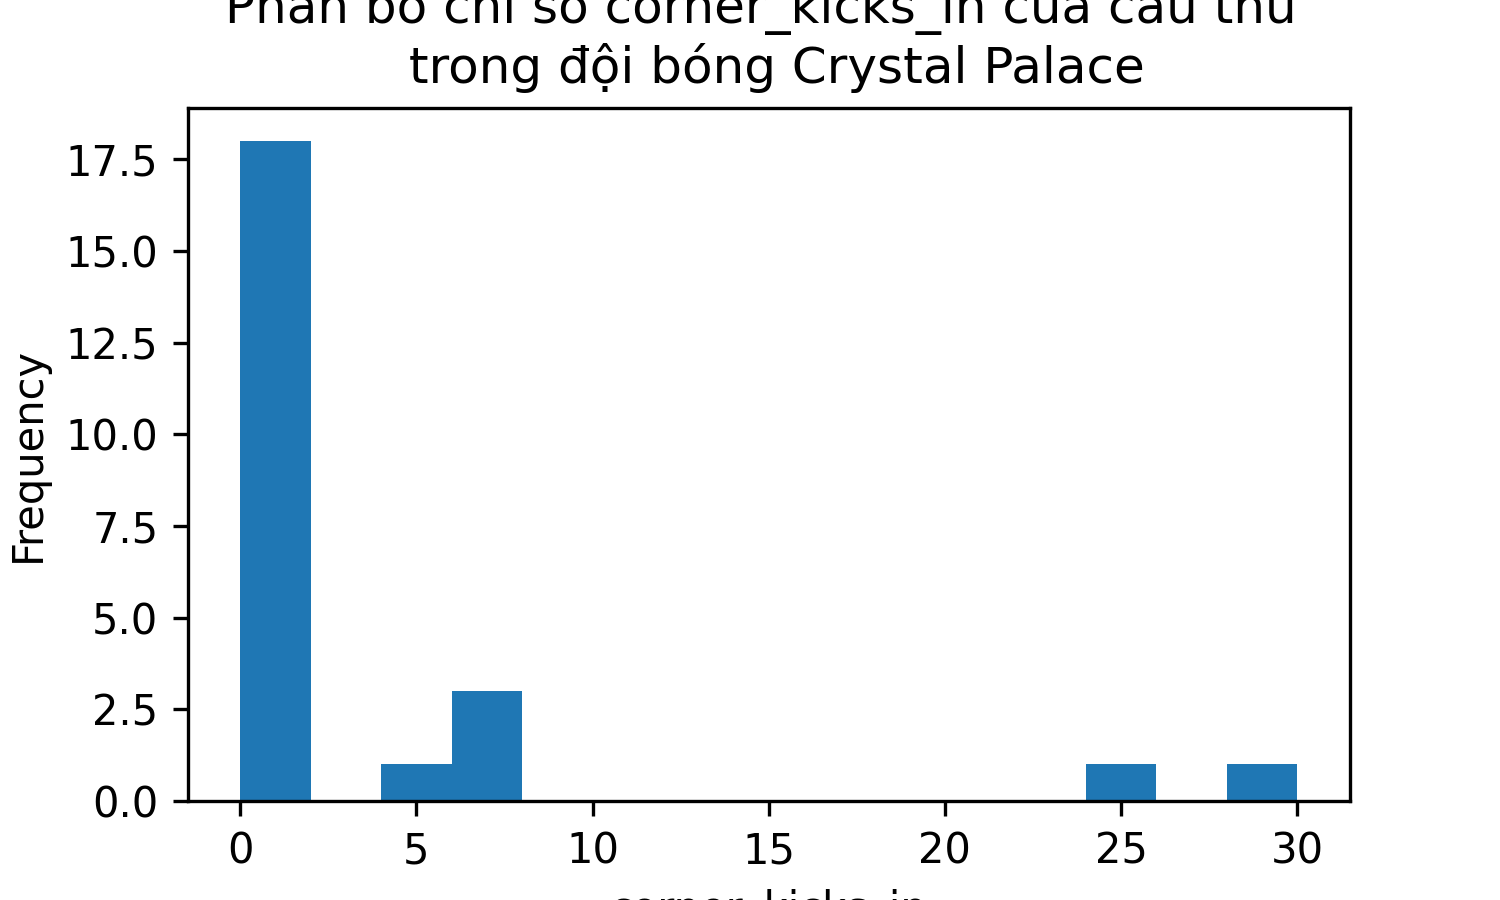 Phân bố chỉ số corner_kicks_in của cầu thủ
trong đội bóng Crystal Palace
17.5
15.0
12.5
10.0
7.5
5.0
2.5
0.0
Frequency
0 5 10 15 20 25 30
corner_kicks_in